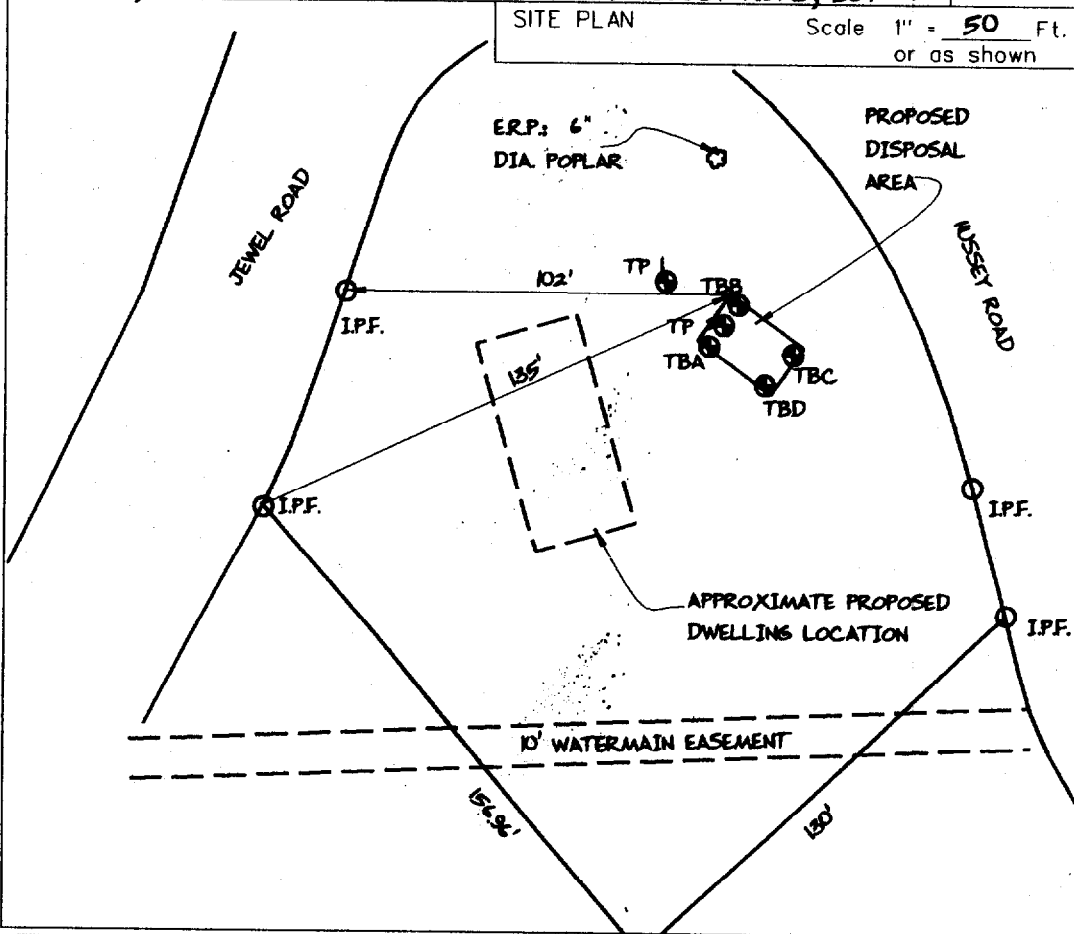 SITE PLAN
Scale 1" = 50 Ft.
or as shown
E.R.P.: 6"
DIA. POPLAR
PROPOSED
DISPOSAL
AREA
JEWEL ROAD
HUSSEY ROAD
102'
TP
TBB
I.P.F.
TP
TBA
TBC
135'
TBD
I.P.F.
I.P.F.
APPROXIMATE PROPOSED
DWELLING LOCATION
I.P.F.
10' WATERMAIN EASEMENT
156.96'
130'